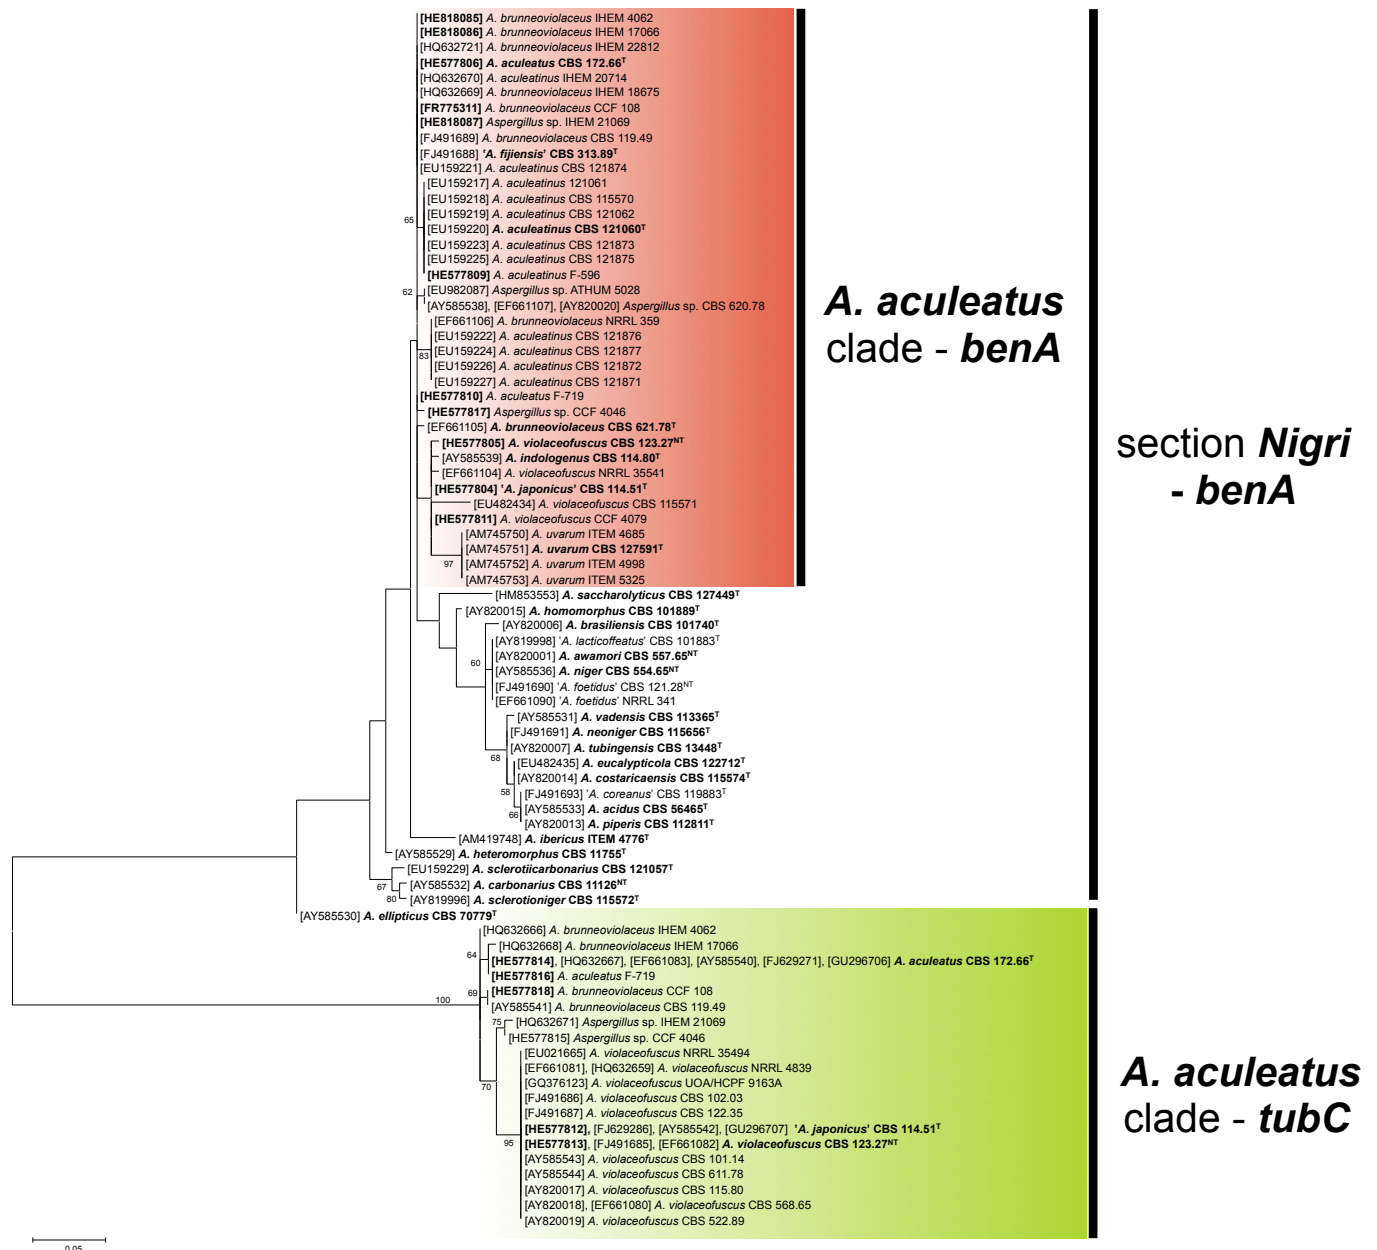 [HE818085] A. brunneoviolaceus IHEM 4062
[HE818086] A. brunneoviolaceus IHEM 17066
[HQ632721] A. brunneoviolaceus IHEM 22812
[HE577806] A. aculeatus CBS 172.66T
[HQ632670] A. aculeatinus IHEM 20714
[HQ632669] A. brunneoviolaceus IHEM 18675
[FR775311] A. brunneoviolaceus CCF 108
[HE818087] Aspergillus sp. IHEM 21069
[FJ491689] A. brunneoviolaceus CBS 119.49
[FJ491688] 'A. fijiensis' CBS 313.89T
[EU159221] A. aculeatinus CBS 121874
[EU159217] A. aculeatinus 121061
[EU159218] A. aculeatinus CBS 115570
[EU159219] A. aculeatinus CBS 121062
65
[EU159220] A. aculeatinus CBS 121060T
[EU159223] A. aculeatinus CBS 121873
[EU159225] A. aculeatinus CBS 121875
[HE577809] A. aculeatinus F-596
62
[EU982087] Aspergillus sp. ATHUM 5028
[AY585538], [EF661107], [AY820020] Aspergillus sp. CBS 620.78
[EF661106] A. brunneoviolaceus NRRL 359
[EU159222] A. aculeatinus CBS 121876
[EU159224] A. aculeatinus CBS 121877
83
[EU159226] A. aculeatinus CBS 121872
[EU159227] A. aculeatinus CBS 121871
[HE577810] A. aculeatus F-719
[HE577817] Aspergillus sp. CCF 4046
[EF661105] A. brunneoviolaceus CBS 621.78T
[HE577805] A. violaceofuscus CBS 123.27NT
[AY585539] A. indologenus CBS 114.80T
[EF661104] A. violaceofuscus NRRL 35541
[HE577804] 'A. japonicus' CBS 114.51T
[EU482434] A. violaceofuscus CBS 115571
[HE577811] A. violaceofuscus CCF 4079
[AM745750] A. uvarum ITEM 4685
[AM745751] A. uvarum CBS 127591T
97
[AM745752] A. uvarum ITEM 4998
[AM745753] A. uvarum ITEM 5325
A. aculeatus
clade - benA
section Nigri
- benA
[HM853553] A. saccharolyticus CBS 127449T
[AY820015] A. homomorphus CBS 101889T
[AY820006] A. brasiliensis CBS 101740T
[AY819998] 'A. lacticoffeatus' CBS 101883T
[AY820001] A. awamori CBS 557.65NT
60
[AY585536] A. niger CBS 554.65NT
[FJ491690] 'A. foetidus' CBS 121.28NT
[EF661090] 'A. foetidus' NRRL 341
[AY585531] A. vadensis CBS 113365T
[FJ491691] A. neoniger CBS 115656T
[AY820007] A. tubingensis CBS 13448T
68
[EU482435] A. eucalypticola CBS 122712T
[AY820014] A. costaricaensis CBS 115574T
58
[FJ491693] 'A. coreanus' CBS 119883T
[AY585533] A. acidus CBS 56465T
66
[AY820013] A. piperis CBS 112811T
[AM419748] A. ibericus ITEM 4776T
[AY585529] A. heteromorphus CBS 11755T
[EU159229] A. sclerotiicarbonarius CBS 121057T
67
[AY585532] A. carbonarius CBS 11126NT
80
[AY819996] A. sclerotioniger CBS 115572T
[AY585530] A. ellipticus CBS 70779T
[HQ632666] A. brunneoviolaceus IHEM 4062
[HQ632668] A. brunneoviolaceus IHEM 17066
64
[HE577814], [HQ632667], [EF661083], [AY585540], [FJ629271], [GU296706] A. aculeatus CBS 172.66T
[HE577816] A. aculeatus F-719
69
[HE577818] A. brunneoviolaceus CCF 108
100
[AY585541] A. brunneoviolaceus CBS 119.49
75
[HQ632671] Aspergillus sp. IHEM 21069
[HE577815] Aspergillus sp. CCF 4046
[EU021665] A. violaceofuscus NRRL 35494
[EF661081], [HQ632659] A. violaceofuscus NRRL 4839
70
[GQ376123] A. violaceofuscus UOA/HCPF 9163A
[FJ491686] A. violaceofuscus CBS 102.03
[FJ491687] A. violaceofuscus CBS 122.35
[HE577812], [FJ629286], [AY585542], [GU296707] 'A. japonicus' CBS 114.51T
95
[HE577813], [FJ491685], [EF661082] A. violaceofuscus CBS 123.27NT
[AY585543] A. violaceofuscus CBS 101.14
[AY585544] A. violaceofuscus CBS 611.78
[AY820017] A. violaceofuscus CBS 115.80
[AY820018], [EF661080] A. violaceofuscus CBS 568.65
[AY820019] A. violaceofuscus CBS 522.89
A. aculeatus
clade - tubC
0.05